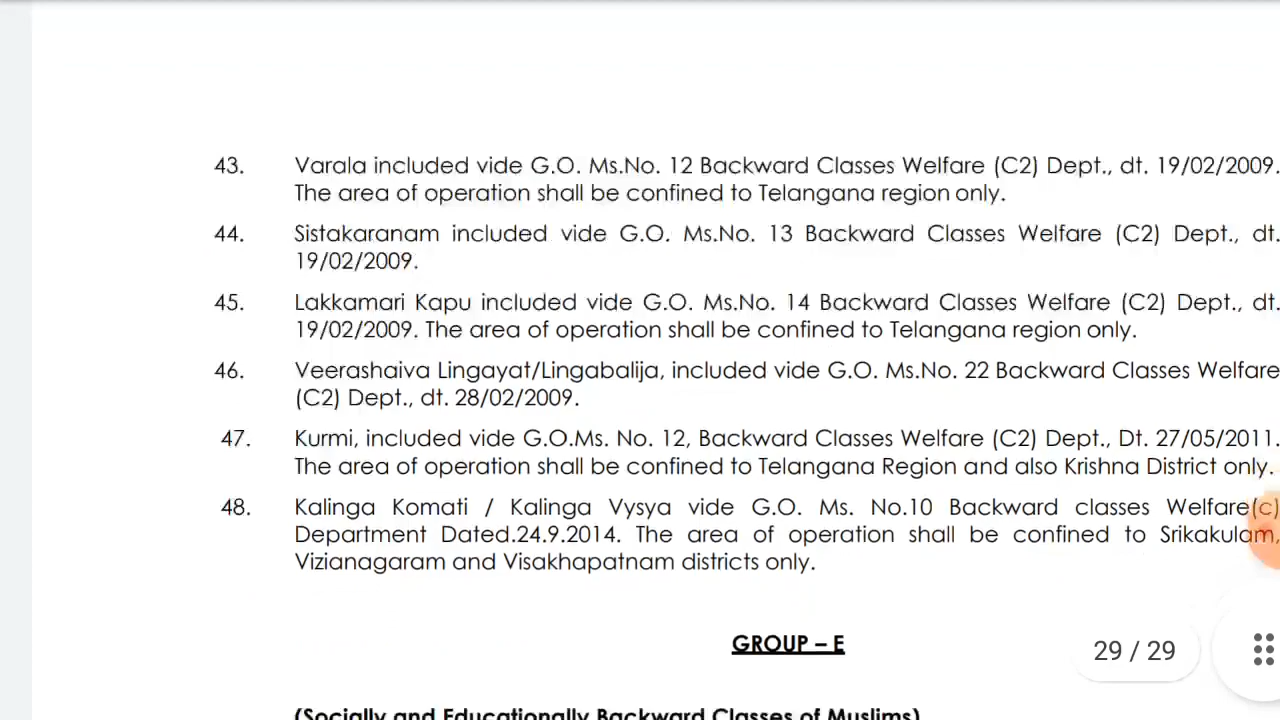 43. Varala included vide G.O. Ms.No. 12 Backward Classes Welfare (C2) Dept., dt. 19/02/2009.
The area of operation shall be confined to Telangana region only.
44. Sistakaranam included vide G.O. Ms.No. 13 Backward Classes Welfare (C2) Dept., dt.
19/02/2009.
45. Lakkamari Kapu included vide G.O. Ms.No. 14 Backward Classes Welfare (C2) Dept., dt.
19/02/2009. The area of operation shall be confined to Telangana region only.
46. Veerashaiva Lingayat/Lingabalija, included vide G.O. Ms.No. 22 Backward Classes Welfare
(C2) Dept., dt. 28/02/2009.
47. Kurmi, included vide G.O.Ms. No. 12, Backward Classes Welfare (C2) Dept., Dt. 27/05/2011.
The area of operation shall be confined to Telangana Region and also Krishna District only.
48. Kalinga Komati / Kalinga Vysya vide G.O. Ms. No.10 Backward classes Welfare(c)
Department Dated.24.9.2014. The area of operation shall be confined to Srikakulam,
Vizianagaram and Visakhapatnam districts only.
GROUP – E
29 / 29
(Socially and Educationally Backward Classes of Muslims)